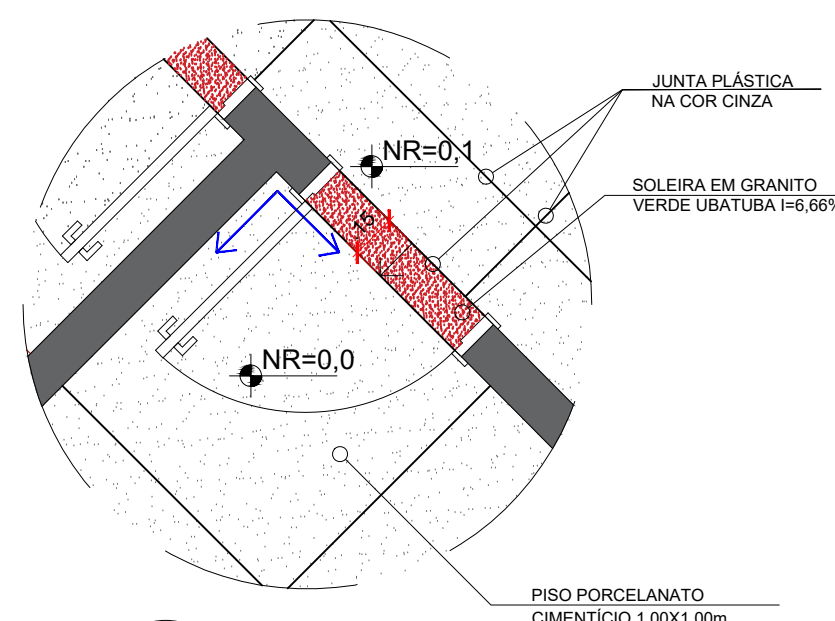 JUNTA PLÁSTICA
NA COR CINZA
NR=0,1
SOLEIRA EM GRANITO
VERDE UBATUBA I=6,66%
15
NR=0,0
PISO PORCELANATO
CIMENTÍCIO 1,00X1,00m